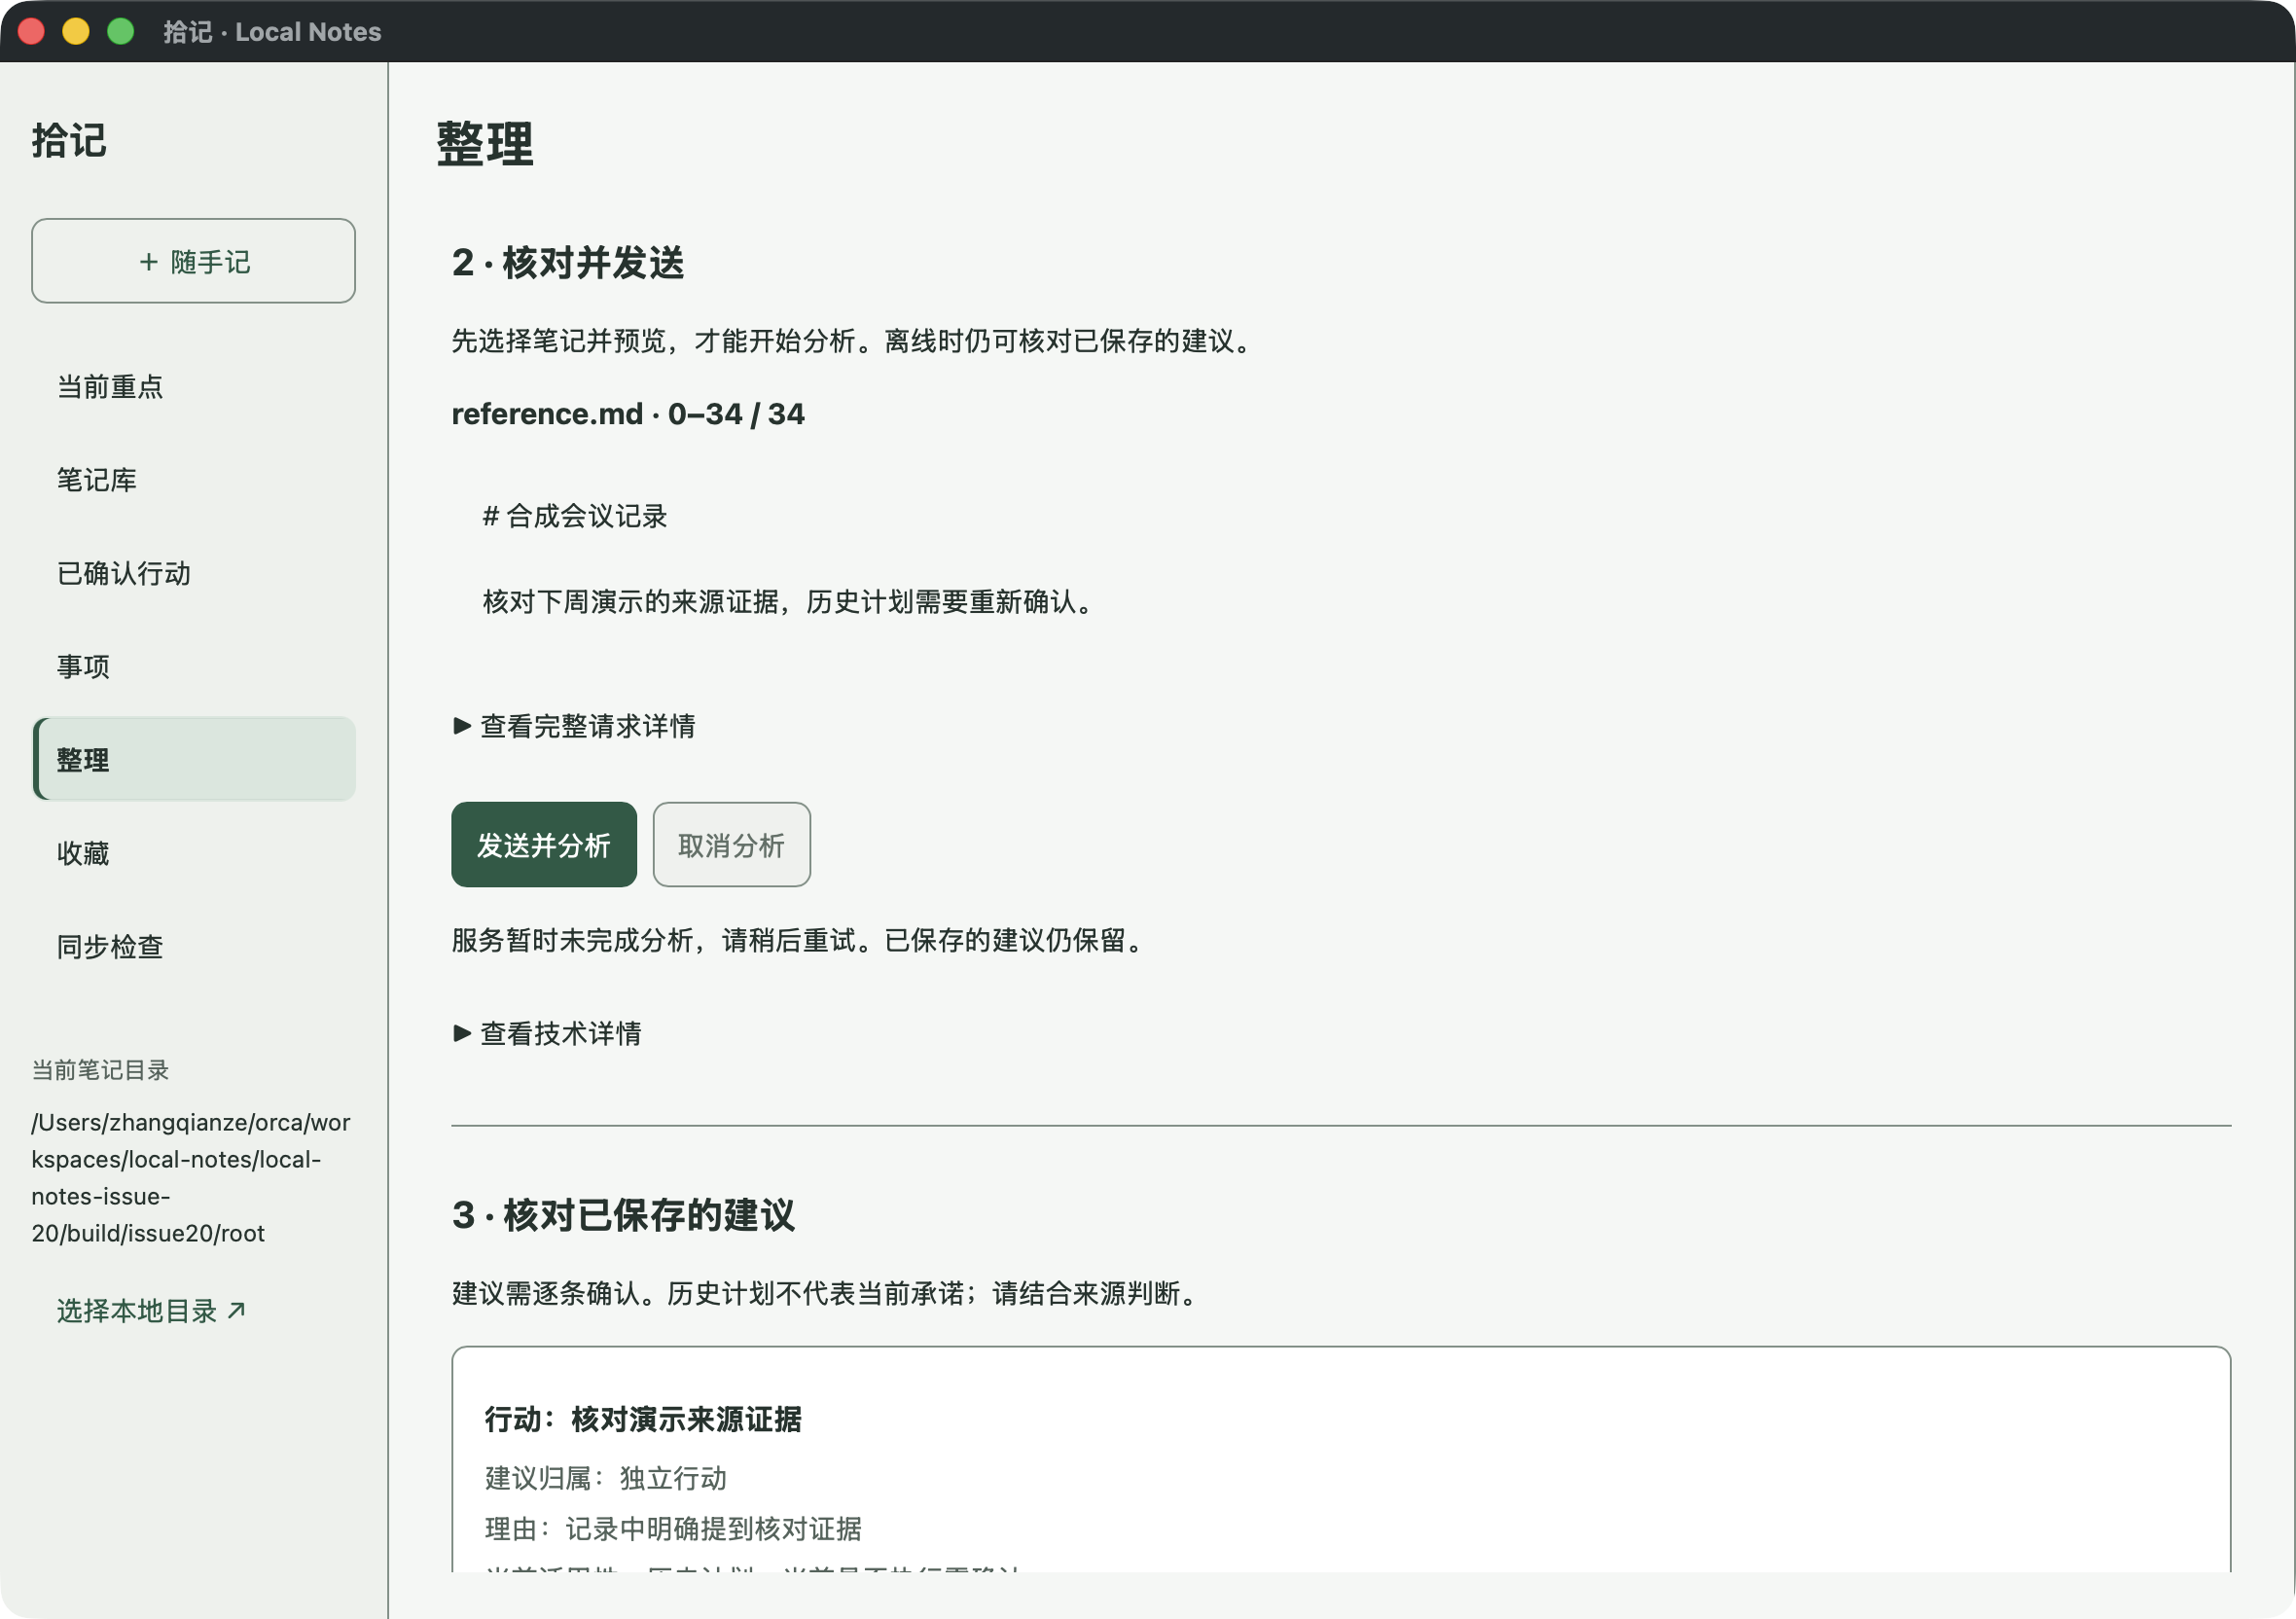 拾记 · Local Notes
拾记
+ 随手记
当前重点
笔记库
已确认行动
事项
整理
收藏
同步检查
当前笔记目录
/Users/zhangqianze/orca/wor
kspaces/local-notes/local-
notes-issue-
20/build/issue20/root
选择本地目录 ↗
整理
2 · 核对并发送
先选择笔记并预览，才能开始分析。离线时仍可核对已保存的建议。
reference.md · 0–34 / 34
# 合成会议记录
核对下周演示的来源证据，历史计划需要重新确认。
▶ 查看完整请求详情
发送并分析
取消分析
服务暂时未完成分析，请稍后重试。已保存的建议仍保留。
▶ 查看技术详情
3 · 核对已保存的建议
建议需逐条确认。历史计划不代表当前承诺；请结合来源判断。
行动：核对演示来源证据
建议归属：独立行动
理由：记录中明确提到核对证据